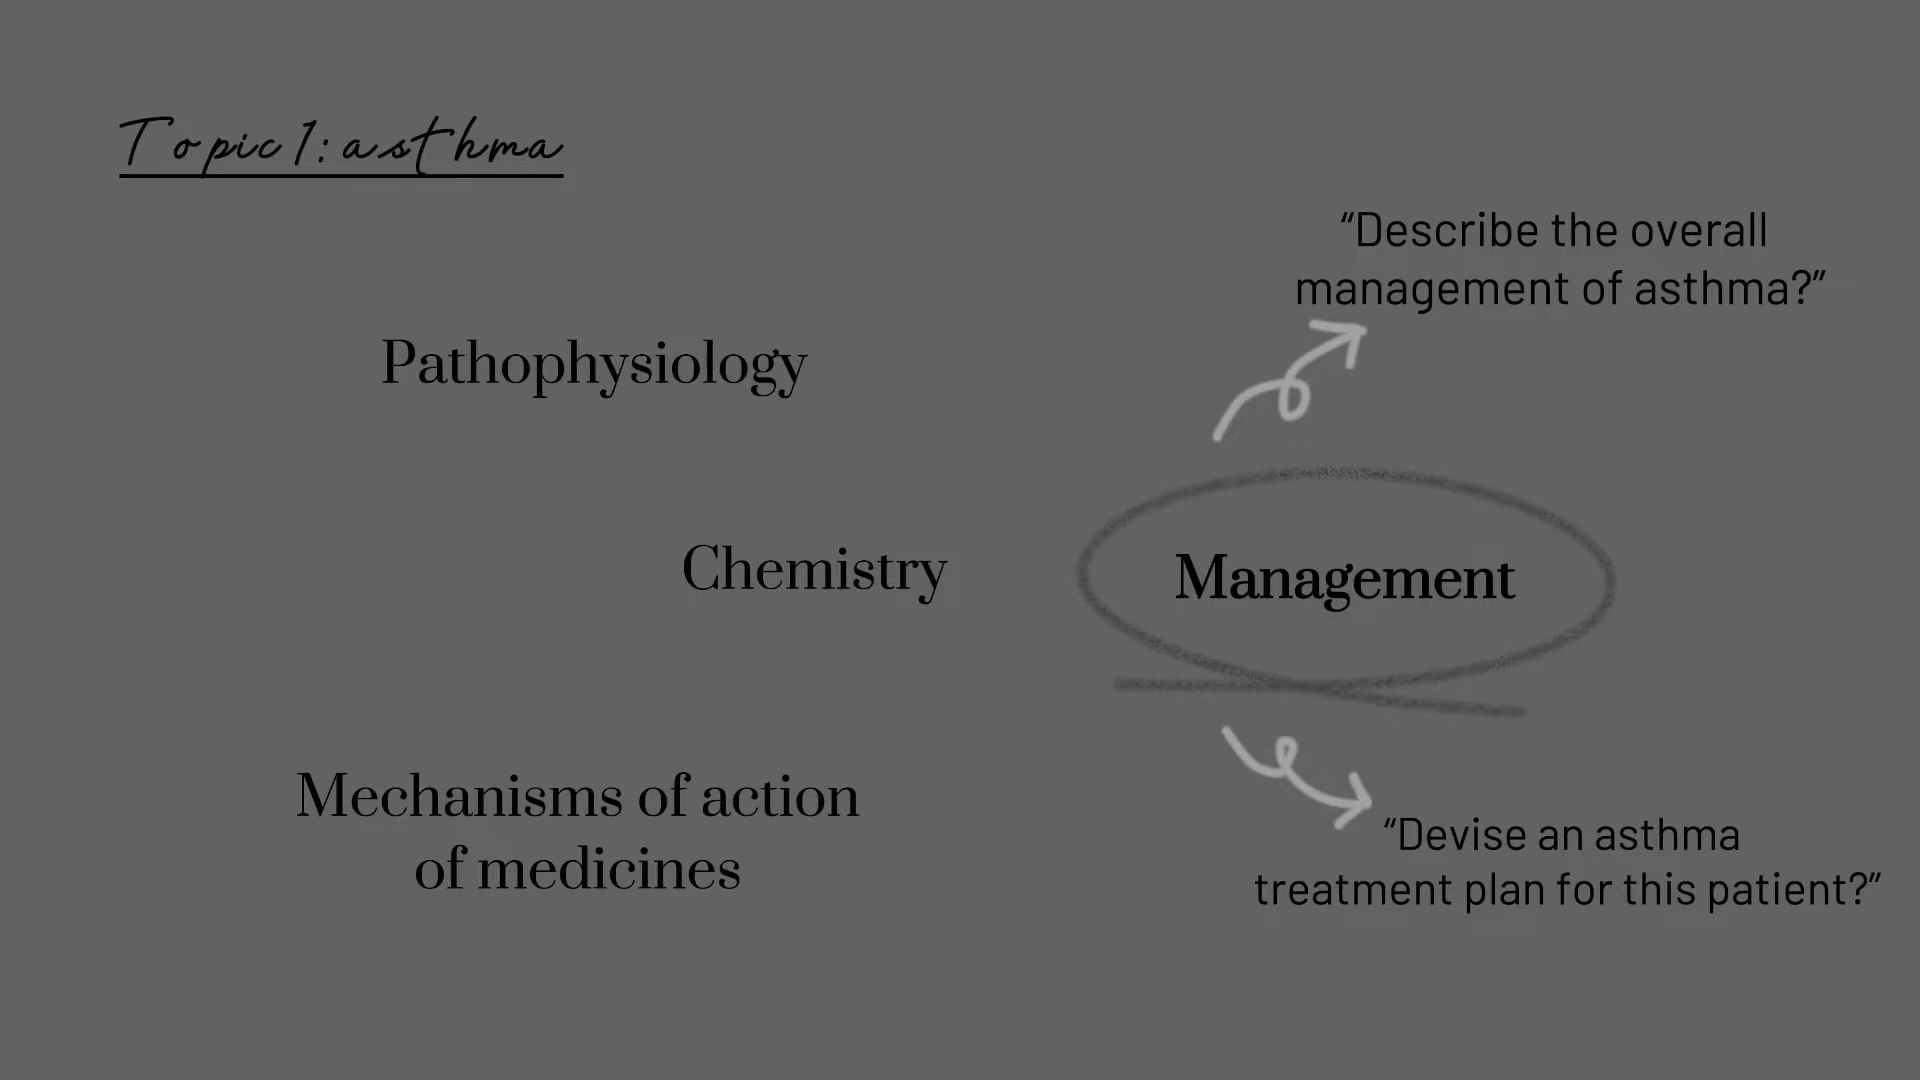 Topic 1: asthma
“Describe the overall
management of asthma?”
Pathophysiology
Chemistry
Management
Mechanisms of action
of medicines
“Devise an asthma
treatment plan for this patient?”